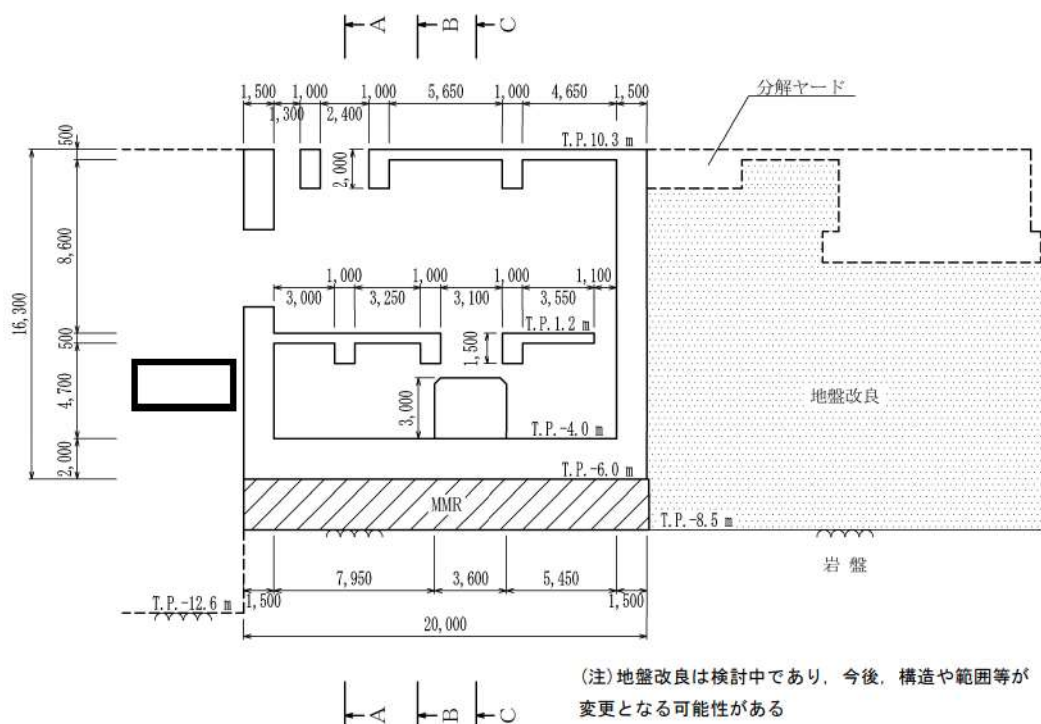 A B C
1,500 1,000 1,000 5,650 1,000 4,650 1,500
1,300 2,400
分解ヤード
500
T.P.10.3 m
2,000
8,600
16,300
1,000 1,000 1,000 1,100
3,000 3,250 3,100 3,550
T.P.1.2 m
500
1,500
4,700
3,000
地盤改良
T.P.-4.0 m
2,000
T.P.-6.0 m
MMR
T.P.-8.5 m
岩 盤
7,950 3,600 5,450
T.P.-12.6 m
1,500 1,500
20,000
A B C
(注)地盤改良は検討中であり,今後,構造や範囲等が
変更となる可能性がある